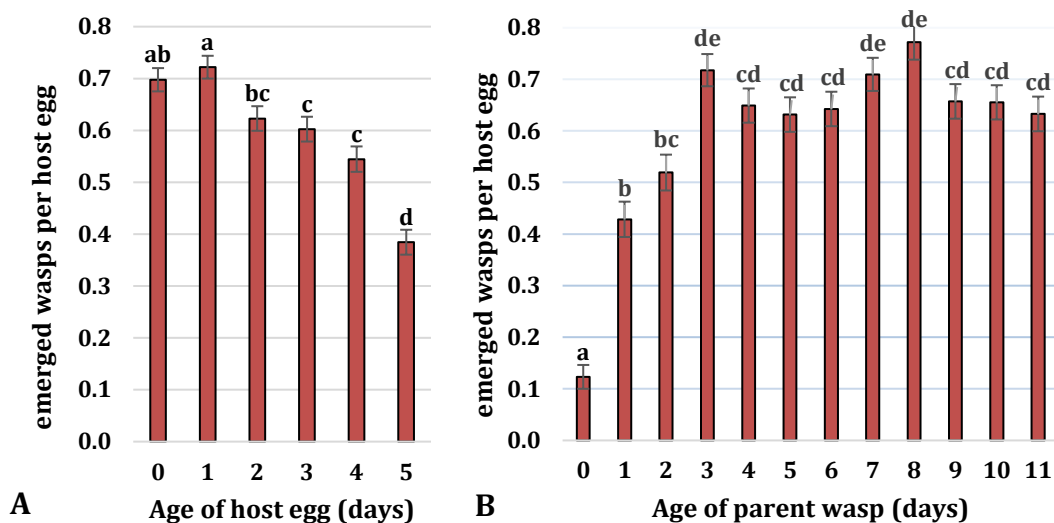 emerged wasps per host egg
0.8
0.7
0.6
0.5
0.4
0.3
0.2
0.1
0.0
ab
a
bc
c
c
d
0 1 2 3 4 5
Age of host egg (days)
A
emerged wasps per host egg
0.8
0.7
0.6
0.5
0.4
0.3
0.2
0.1
0.0
a
b
bc
de
cd
cd
cd
de
de
cd
cd
cd
0 1 2 3 4 5 6 7 8 9 10 11
Age of parent wasp (days)
B